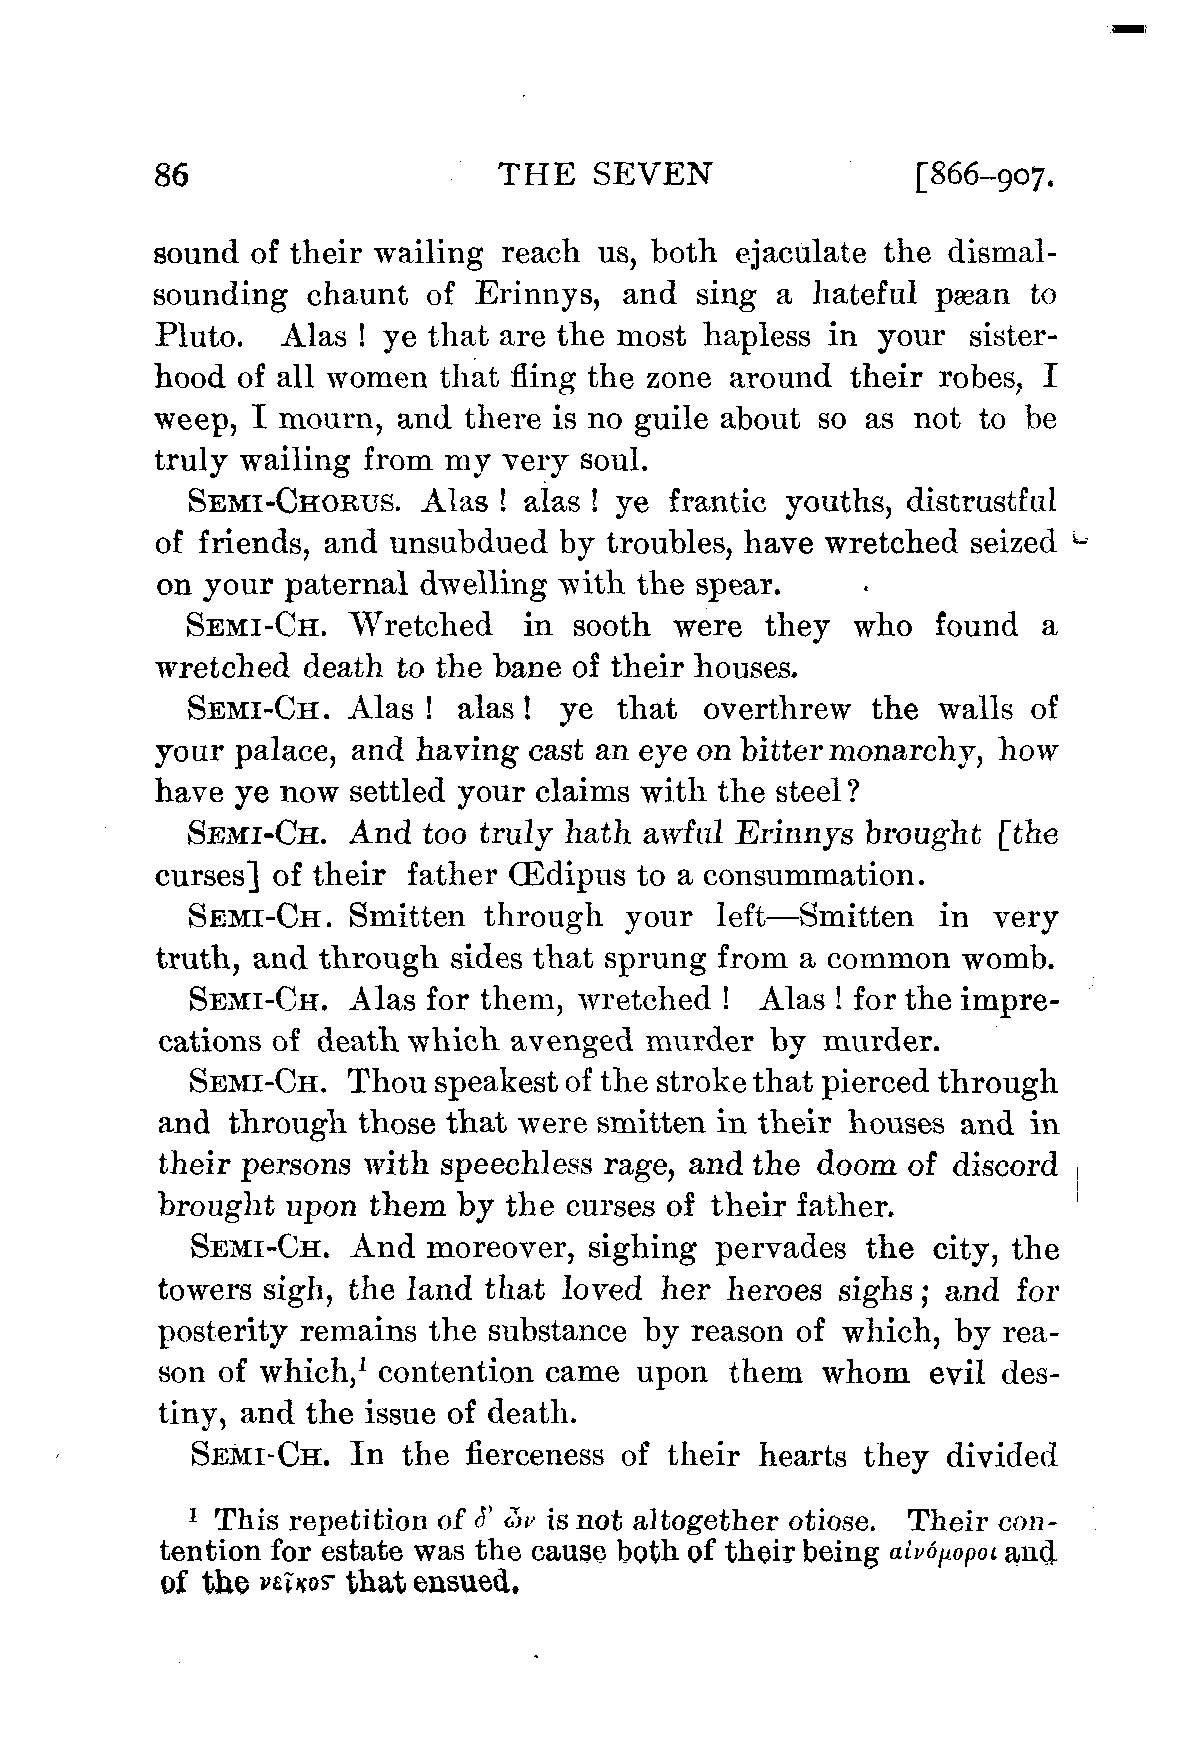 86 THE SEVEN [866–907.
sound of their wailing reach us, both ejaculate the dismal-
sounding chaunt of Erinnys, and sing a hateful pæan to
Pluto. Alas ! ye that are the most hapless in your sister-
hood of all women that fling the zone around their robes, I
weep, I mourn, and there is no guile about so as not to be
truly wailing from my very soul.
SEMI-CHORUS. Alas ! alas ! ye frantic youths, distrustful
of friends, and unsubdued by troubles, have wretched seized
on your paternal dwelling with the spear.
SEMI-CH. Wretched in sooth were they who found a
wretched death to the bane of their houses.
SEMI-CH. Alas ! alas ! ye that overthrew the walls of
your palace, and having cast an eye on bitter monarchy, how
have ye now settled your claims with the steel ?
SEMI-CH. And too truly hath awful Erinnys brought [the
curses] of their father Œdipus to a consummation.
SEMI-CH. Smitten through your left—Smitten in very
truth, and through sides that sprung from a common womb.
SEMI-CH. Alas for them, wretched ! Alas ! for the impre-
cations of death which avenged murder by murder.
SEMI-CH. Thou speakest of the stroke that pierced through
and through those that were smitten in their houses and in
their persons with speechless rage, and the doom of discord
brought upon them by the curses of their father.
SEMI-CH. And moreover, sighing pervades the city, the
towers sigh, the land that loved her heroes sighs ; and for
posterity remains the substance by reason of which, by rea-
son of which,¹ contention came upon them whom evil des-
tiny, and the issue of death.
SEMI-CH. In the fierceness of their hearts they divided
¹ This repetition of δ’ ὧν is not altogether otiose. Their con-
tention for estate was the cause both of their being αἰνόμοροι and
of the νεῖκος that ensued.